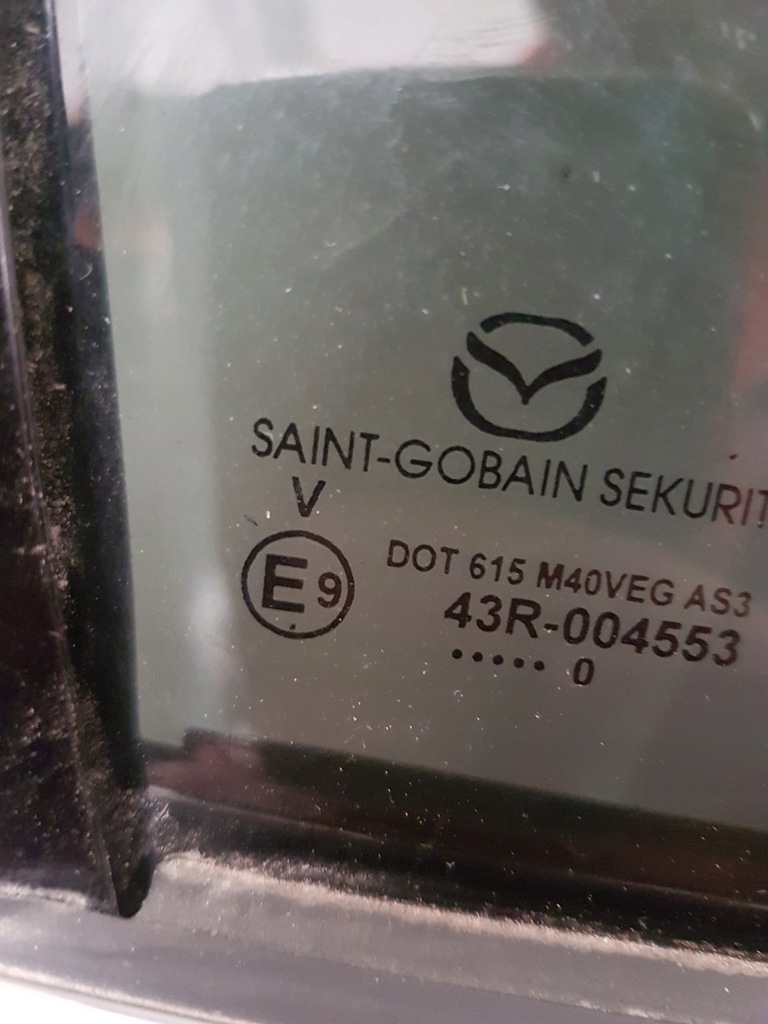 SAINT-GOBAIN SEKURIT
V
E9
DOT 615 M40VEG AS3
43R-004553
••••• 0